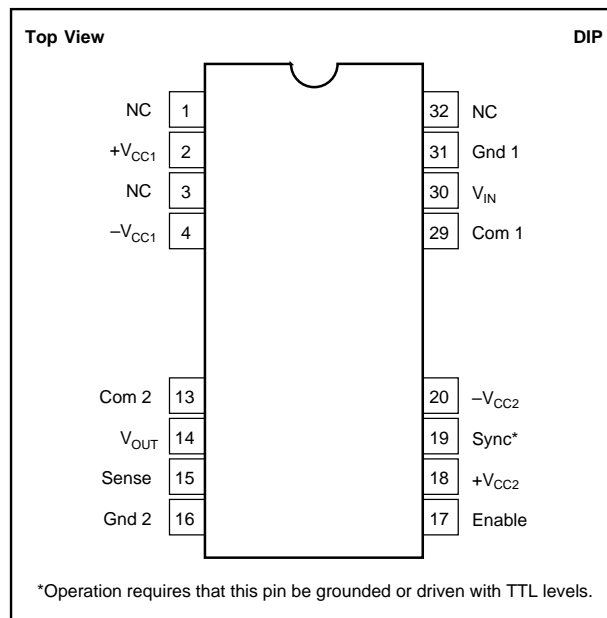 Top View DIP
NC 1 32 NC
+VCC1 2 31 Gnd 1
NC 3 30 VIN
–VCC1 4 29 Com 1
Com 2 13 20 –VCC2
VOUT 14 19 Sync*
Sense 15 18 +VCC2
Gnd 2 16 17 Enable
*Operation requires that this pin be grounded or driven with TTL levels.